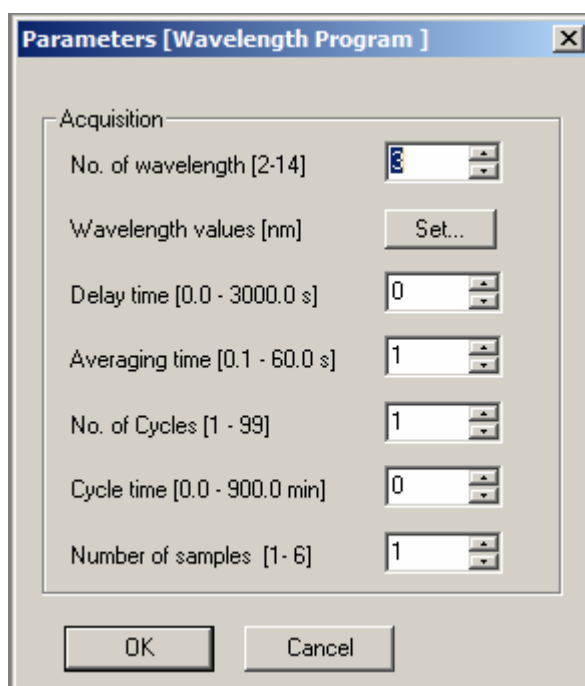 Parameters [Wavelength Program ]
Acquisition
No. of wavelength [2-14] 3
Wavelength values [nm] Set...
Delay time [0.0 - 3000.0 s] 0
Averaging time [0.1 - 60.0 s] 1
No. of Cycles [1 - 99] 1
Cycle time [0.0 - 900.0 min] 0
Number of samples [1- 6] 1
OK Cancel